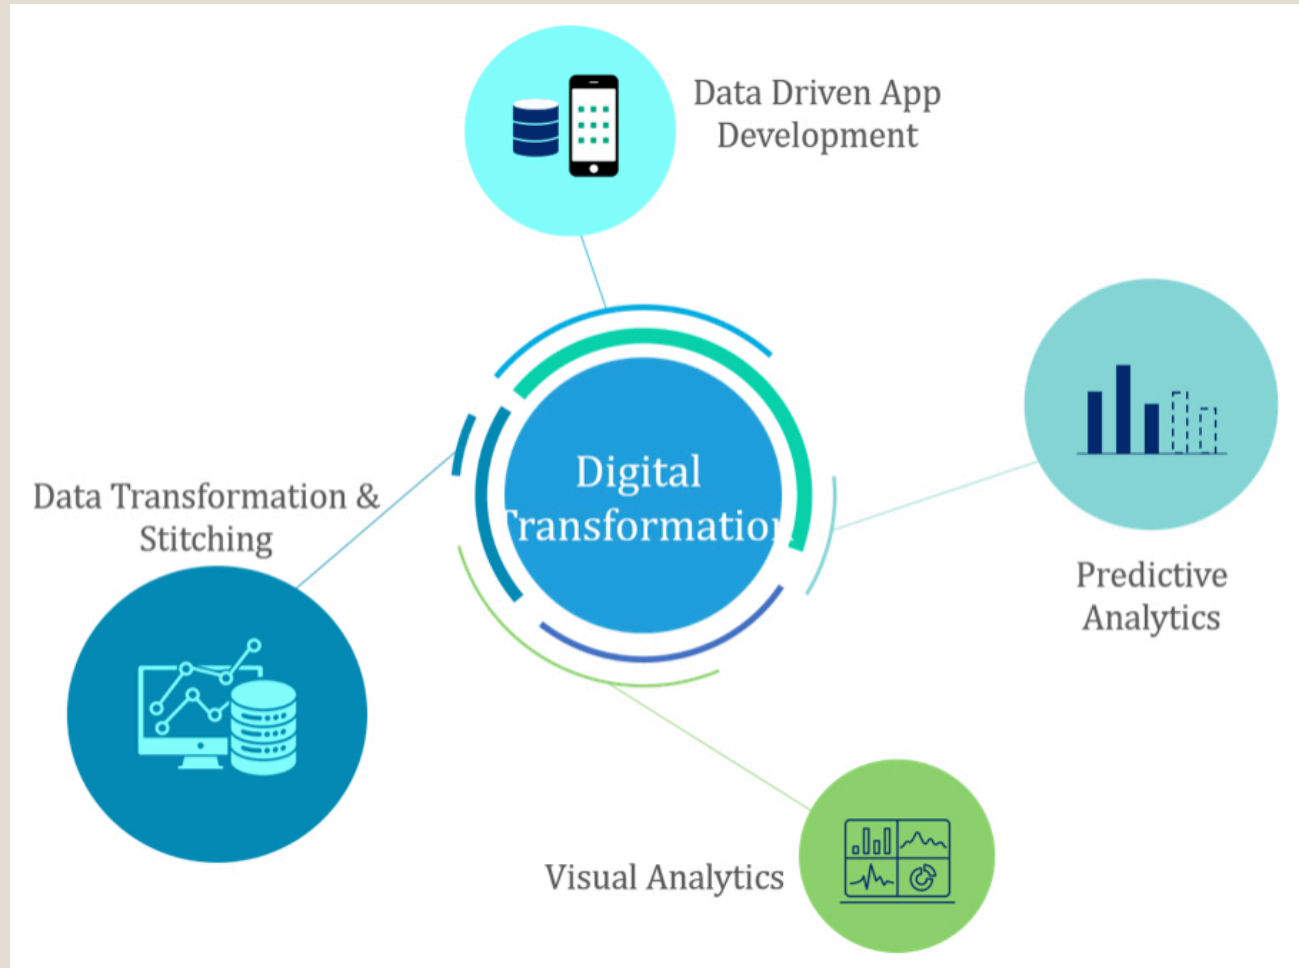 Data Driven App
Development
Digital
Transformation
Data Transformation &
Stitching
Predictive
Analytics
Visual Analytics